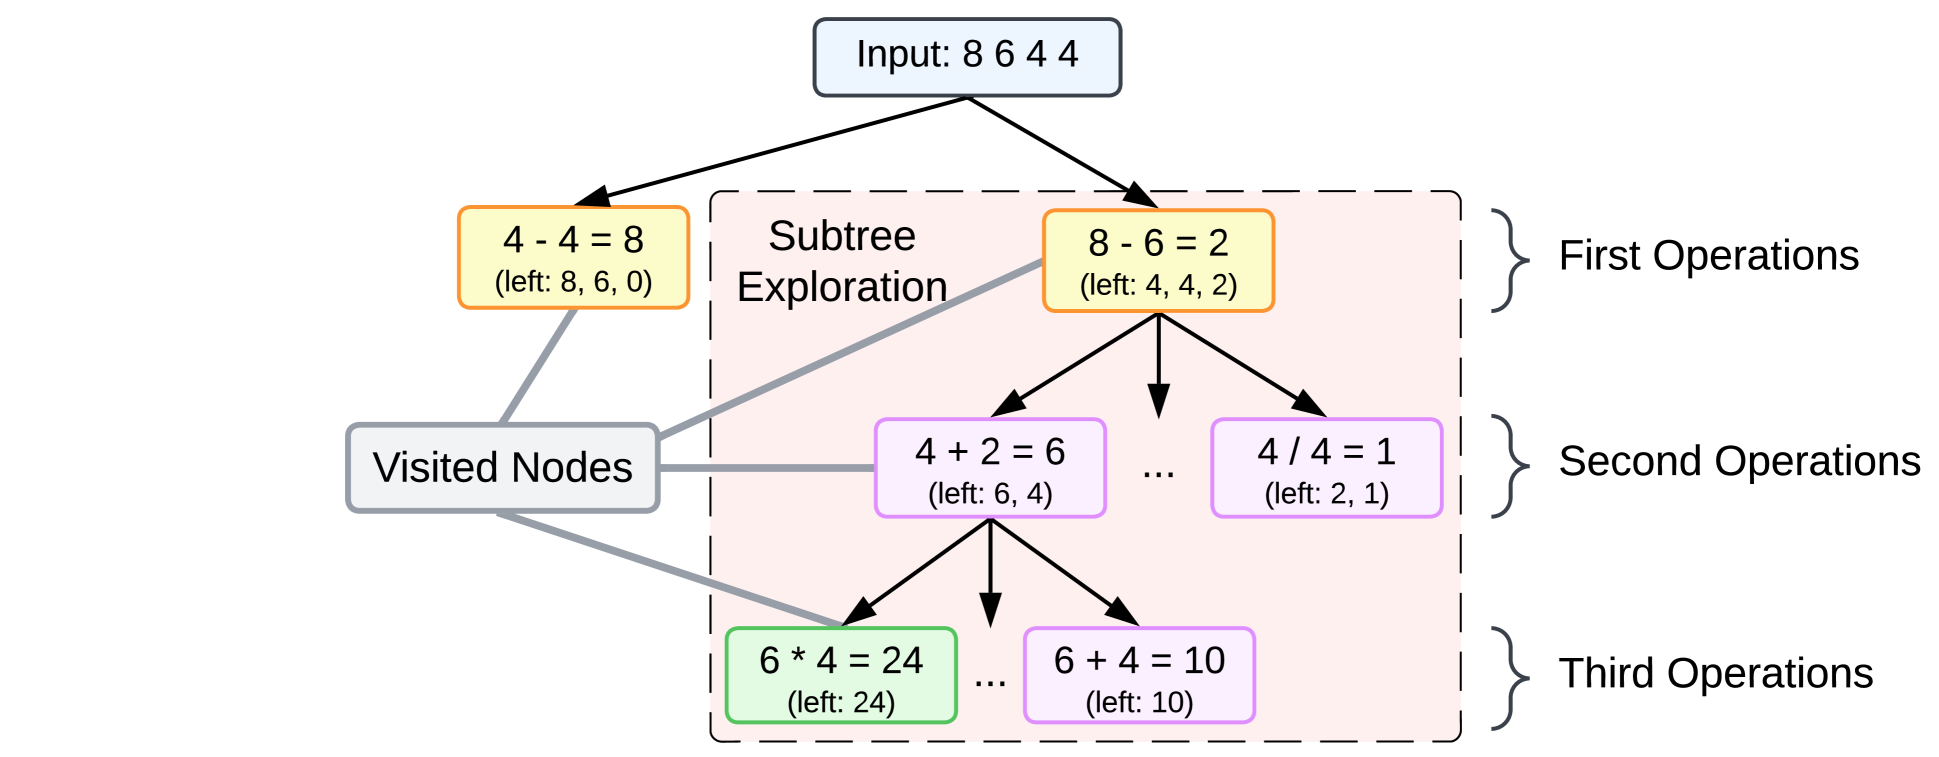 Input: 8 6 4 4
4 - 4 = 8
(left: 8, 6, 0)
Subtree
Exploration
8 - 6 = 2
(left: 4, 4, 2)
First Operations
Visited Nodes
4 + 2 = 6
(left: 6, 4)
...
4 / 4 = 1
(left: 2, 1)
Second Operations
6 * 4 = 24
(left: 24)
...
6 + 4 = 10
(left: 10)
Third Operations